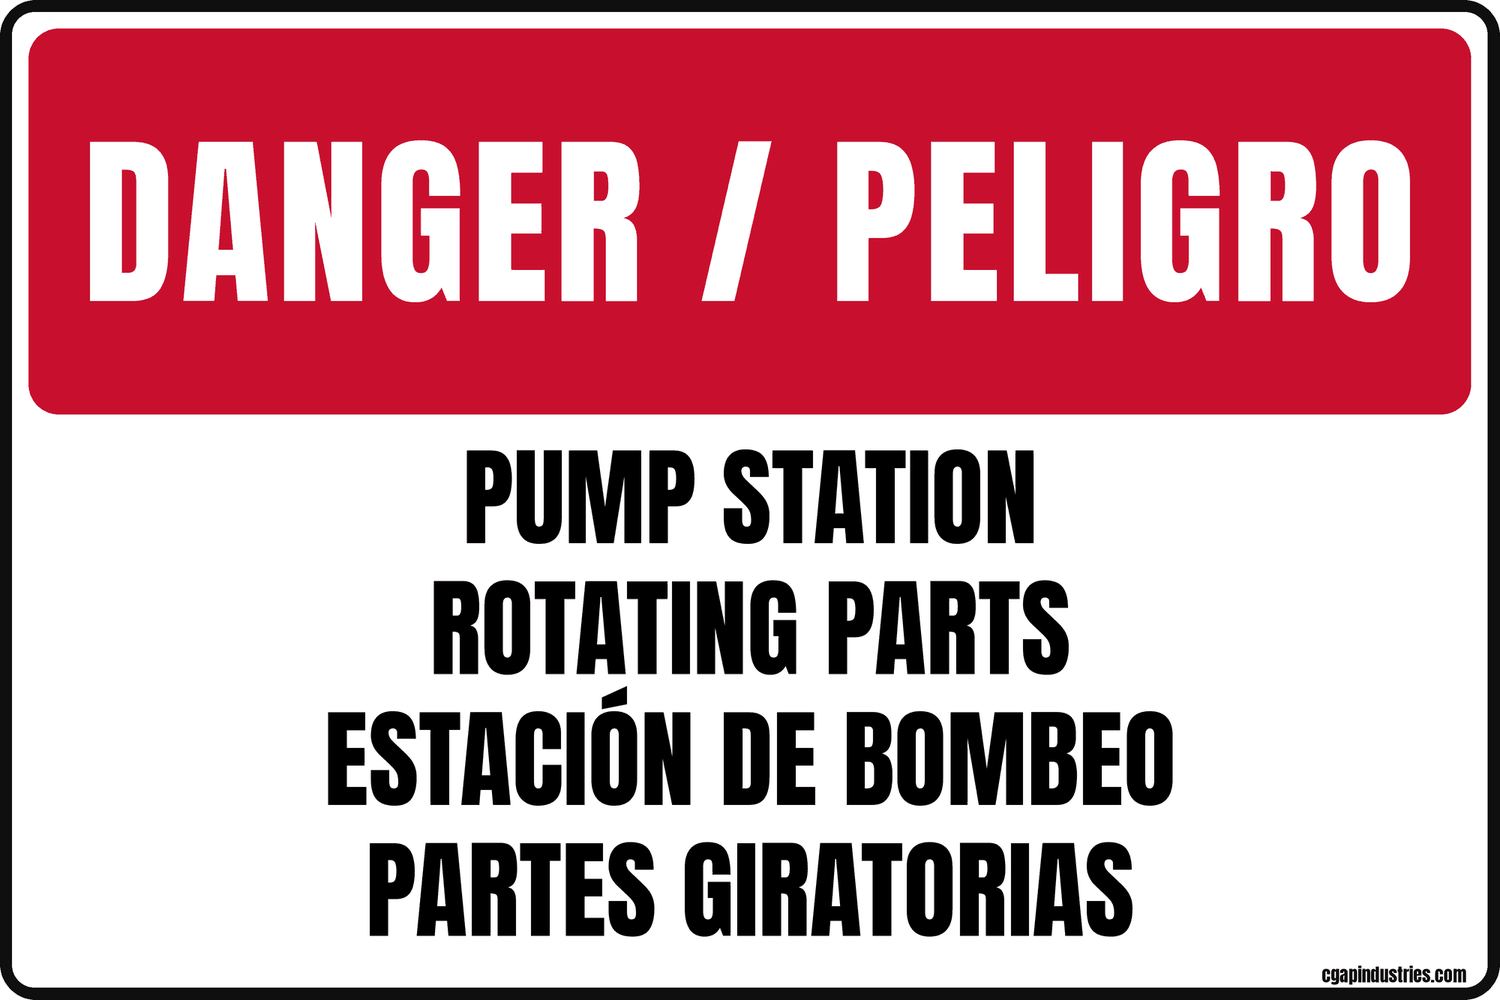 DANGER / PELIGRO
PUMP STATION
ROTATING PARTS
ESTACIÓN DE BOMBEO
PARTES GIRATORIAS
cgapindustries.com